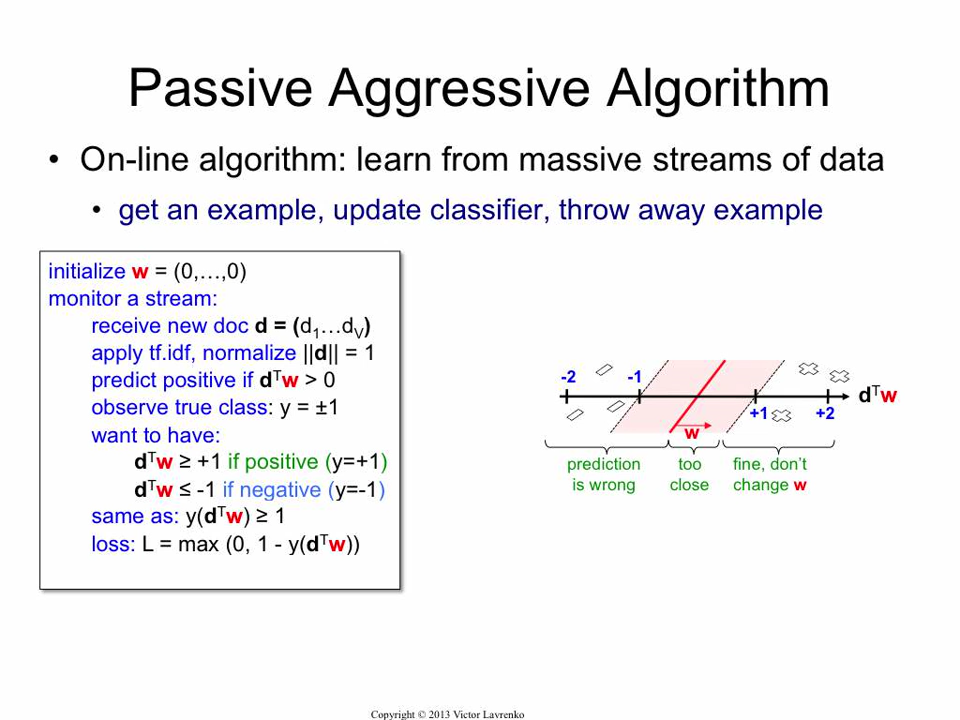 Passive Aggressive Algorithm
• On-line algorithm: learn from massive streams of data
• get an example, update classifier, throw away example
initialize w = (0,…,0)
monitor a stream:
receive new doc d = (d₁…dᵥ)
apply tf.idf, normalize ||d|| = 1
predict positive if dᵀw > 0
observe true class: y = ±1
want to have:
dᵀw ≥ +1 if positive (y=+1)
dᵀw ≤ -1 if negative (y=-1)
same as: y(dᵀw) ≥ 1
loss: L = max (0, 1 - y(dᵀw))
-2 -1
+1 +2
dᵀw
w
prediction
is wrong
too
close
fine, don't
change w
Copyright © 2013 Victor Lavrenko